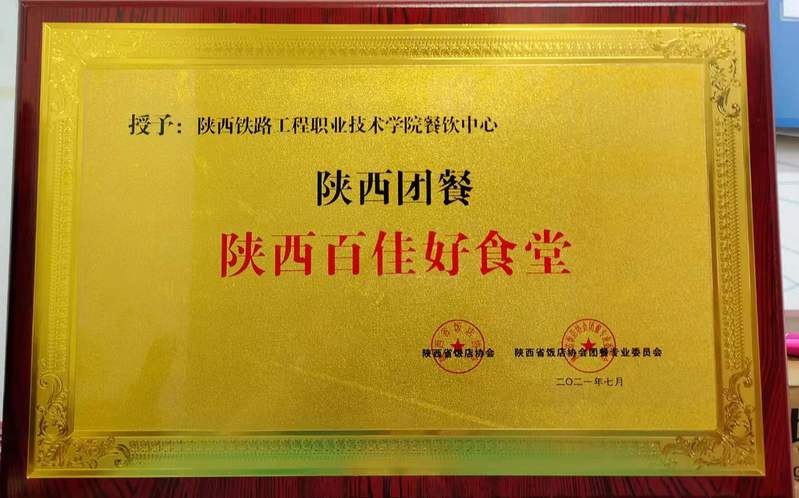 授予：陕西铁路工程职业技术学院餐饮中心
陕西团餐
陕西百佳好食堂
陕西省饭店协会
陕西省饭店协会团餐专业委员会
二〇二一年七月